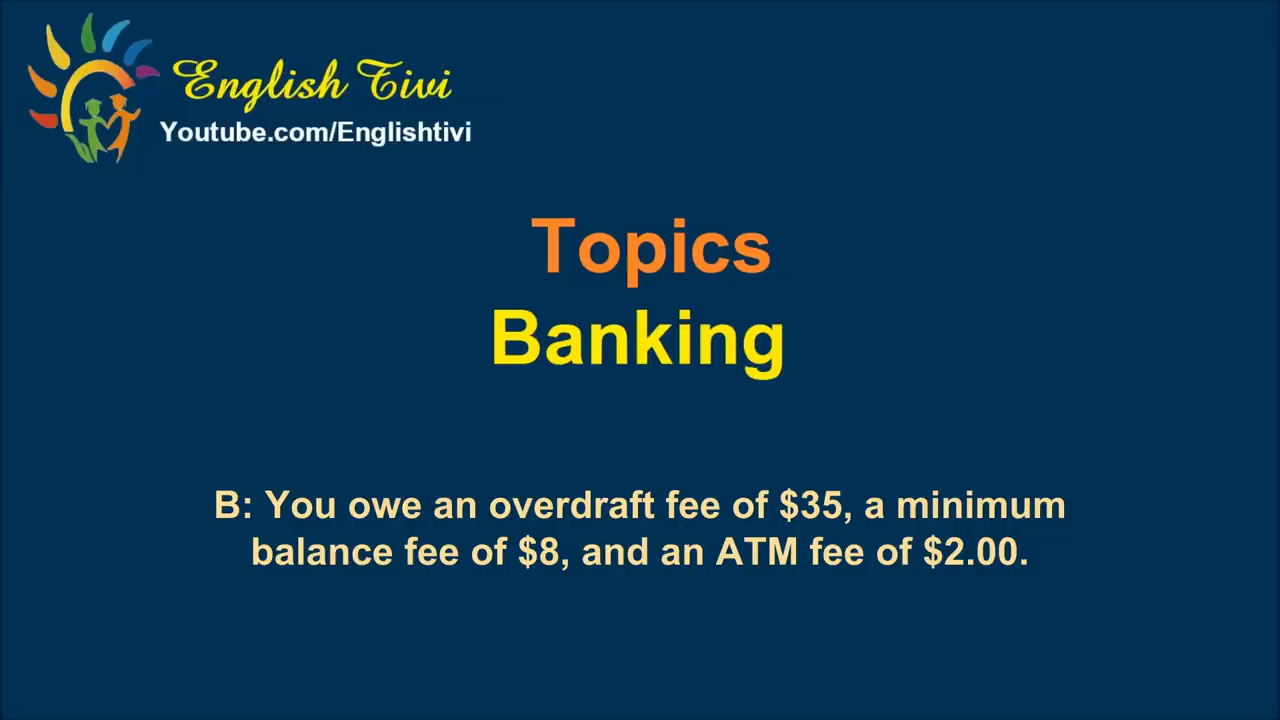 English Tivi
Youtube.com/Englishtivi
Topics
Banking
B: You owe an overdraft fee of $35, a minimum
balance fee of $8, and an ATM fee of $2.00.